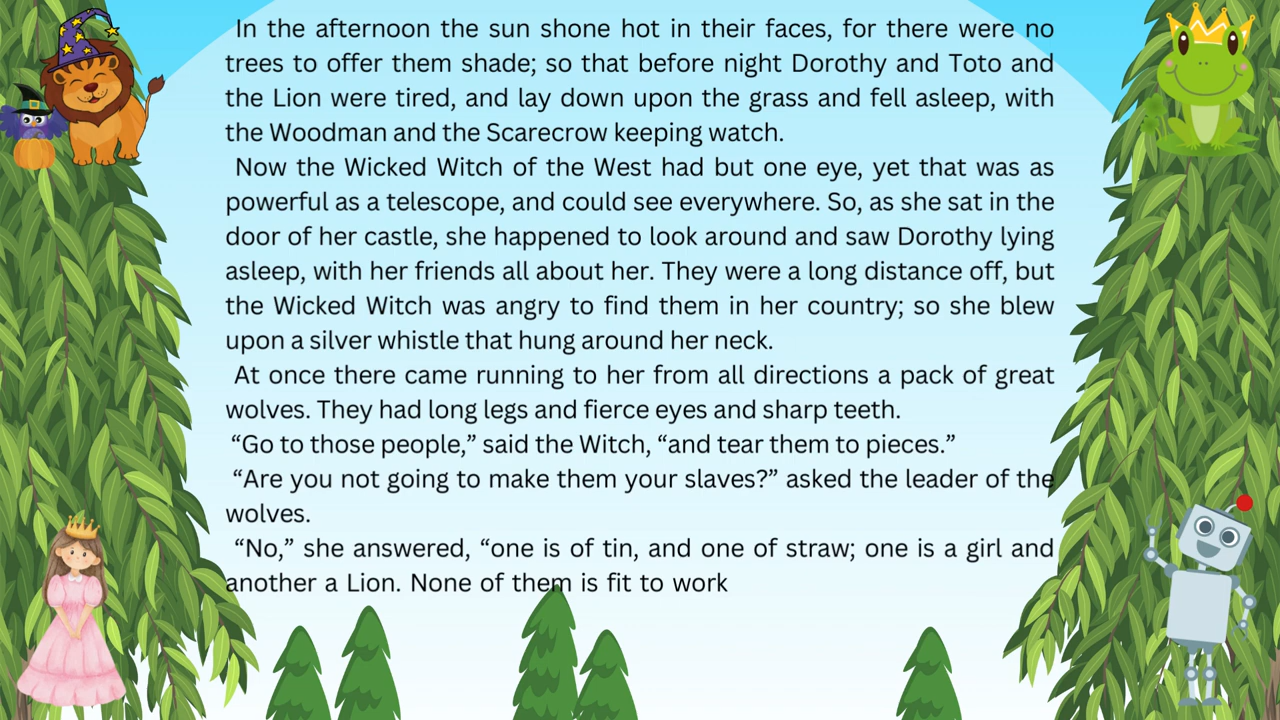 In the afternoon the sun shone hot in their faces, for there were no
trees to offer them shade; so that before night Dorothy and Toto and
the Lion were tired, and lay down upon the grass and fell asleep, with
the Woodman and the Scarecrow keeping watch.
Now the Wicked Witch of the West had but one eye, yet that was as
powerful as a telescope, and could see everywhere. So, as she sat in the
door of her castle, she happened to look around and saw Dorothy lying
asleep, with her friends all about her. They were a long distance off, but
the Wicked Witch was angry to find them in her country; so she blew
upon a silver whistle that hung around her neck.
At once there came running to her from all directions a pack of great
wolves. They had long legs and fierce eyes and sharp teeth.
“Go to those people,” said the Witch, “and tear them to pieces.”
“Are you not going to make them your slaves?” asked the leader of the
wolves.
“No,” she answered, “one is of tin, and one of straw; one is a girl and
another a Lion. None of them is fit to work